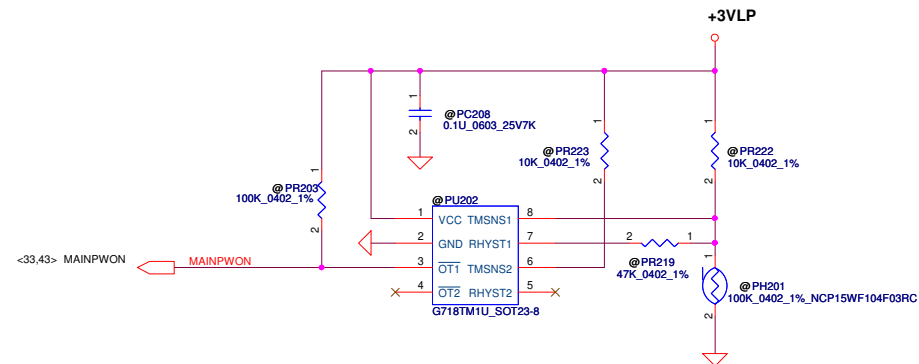 +3VLP
1
2
@PC208
0.1U_0603_25V7K
1
2
@PR223
10K_0402_1%
1
2
@PR222
10K_0402_1%
1
2
@PR203
100K_0402_1%
@PU202
1 VCC TMSNS1 8
2 GND RHYST1 7
3 OT1 TMSNS2 6
4 OT2 RHYST2 5
G718TM1U_SOT23-8
2 1
@PR219
47K_0402_1%
<33,43> MAINPWON
MAINPWON
1
2
@PH201
100K_0402_1%_NCP15WF104F03RC